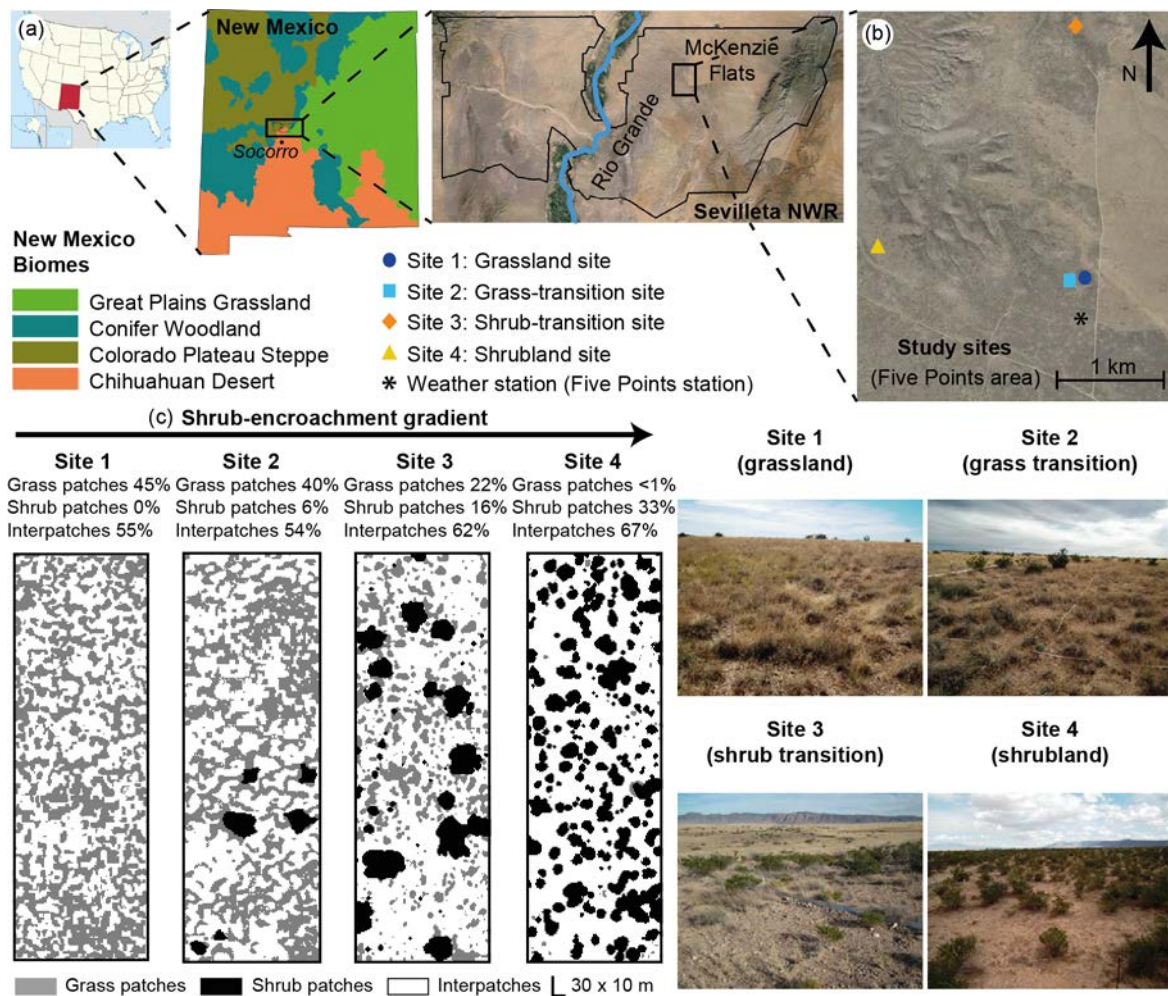 (a)
New Mexico
Socorro
McKenzie
Flats
Rio Grande
Sevilleta NWR
(b)
N
Study sites
(Five Points area)
1 km
New Mexico
Biomes
Great Plains Grassland
Conifer Woodland
Colorado Plateau Steppe
Chihuahuan Desert
Site 1: Grassland site
Site 2: Grass-transition site
Site 3: Shrub-transition site
Site 4: Shrubland site
* Weather station (Five Points station)
(c) Shrub-encroachment gradient
Site 1
Grass patches 45%
Shrub patches 0%
Interpatches 55%
Site 2
Grass patches 40%
Shrub patches 6%
Interpatches 54%
Site 3
Grass patches 22%
Shrub patches 16%
Interpatches 62%
Site 4
Grass patches <1%
Shrub patches 33%
Interpatches 67%
Grass patches
Shrub patches
Interpatches
30 x 10 m
Site 1
(grassland)
Site 2
(grass transition)
Site 3
(shrub transition)
Site 4
(shrubland)